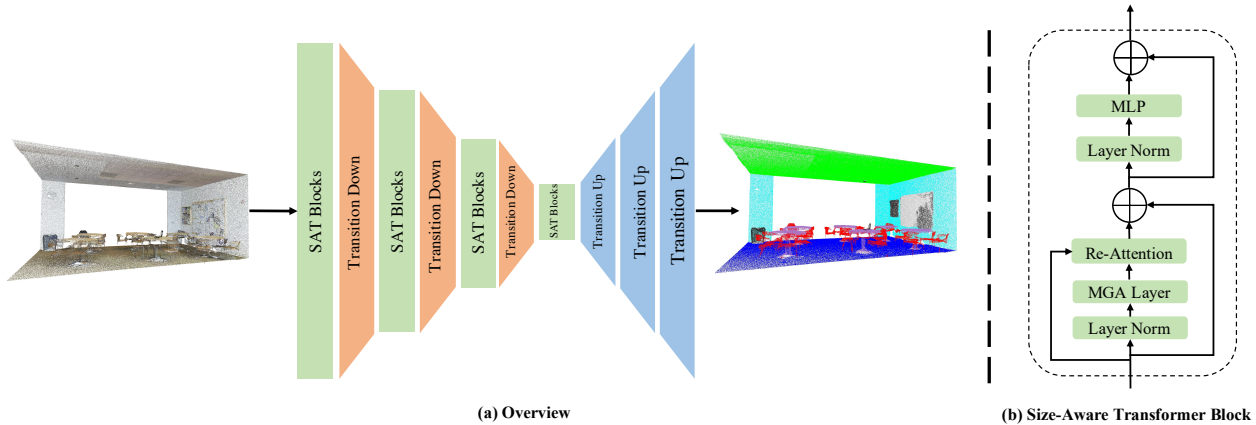 SAT Blocks
Transition Down
SAT Blocks
Transition Down
SAT Blocks
Transition Down
SAT Blocks
Transition Up
Transition Up
Transition Up
(a) Overview
MLP
Layer Norm
Re-Attention
MGA Layer
Layer Norm
(b) Size-Aware Transformer Block